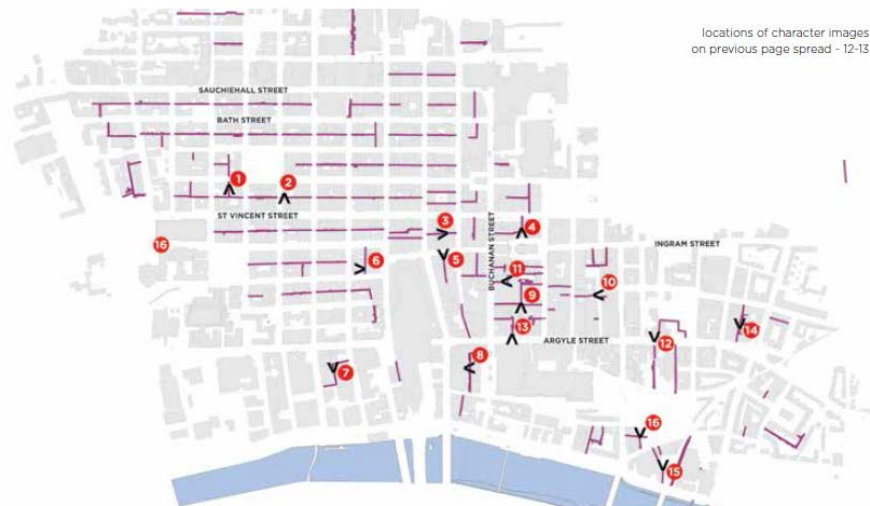 locations of character images
on previous page spread - 12-13
SAUCHIEHALL STREET
BATH STREET
1
2
ST VINCENT STREET
3
4
BUCHANAN STREET
16
INGRAM STREET
6
5
11
10
9
13
ARGYLE STREET
14
12
8
7
16
15